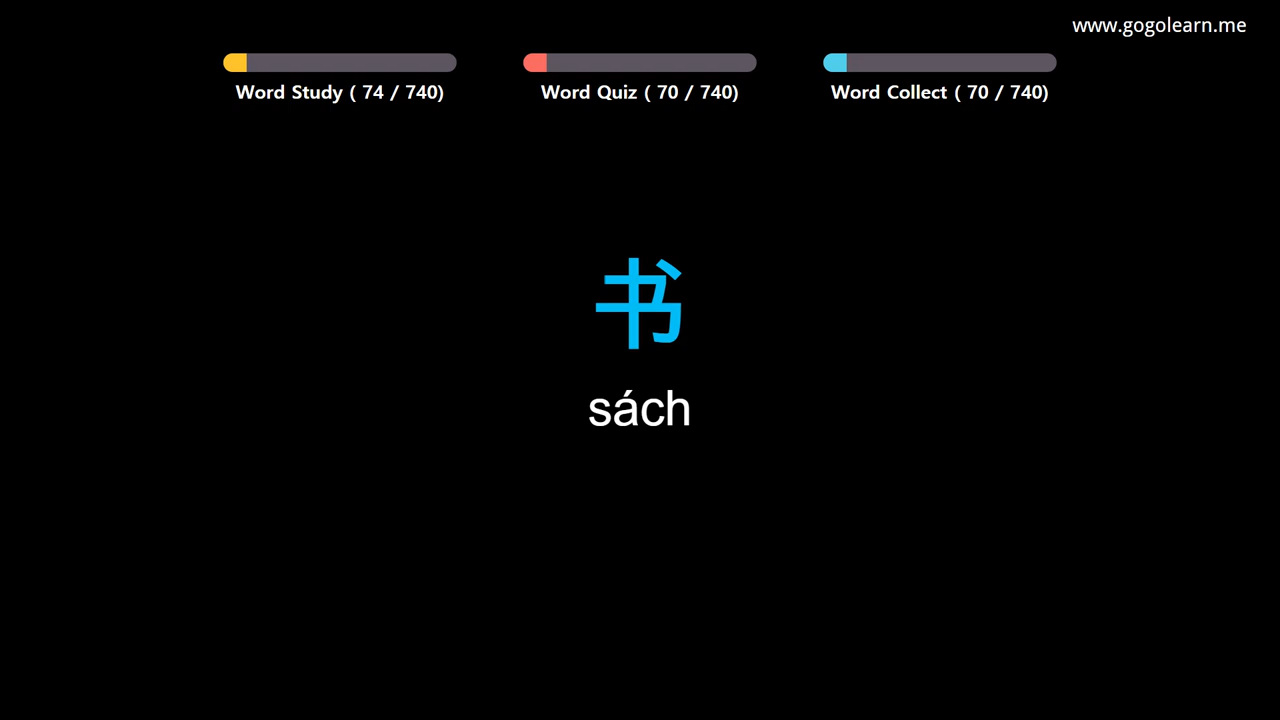 www.gogolearn.me
Word Study ( 74 / 740)
Word Quiz ( 70 / 740)
Word Collect ( 70 / 740)
书
sách